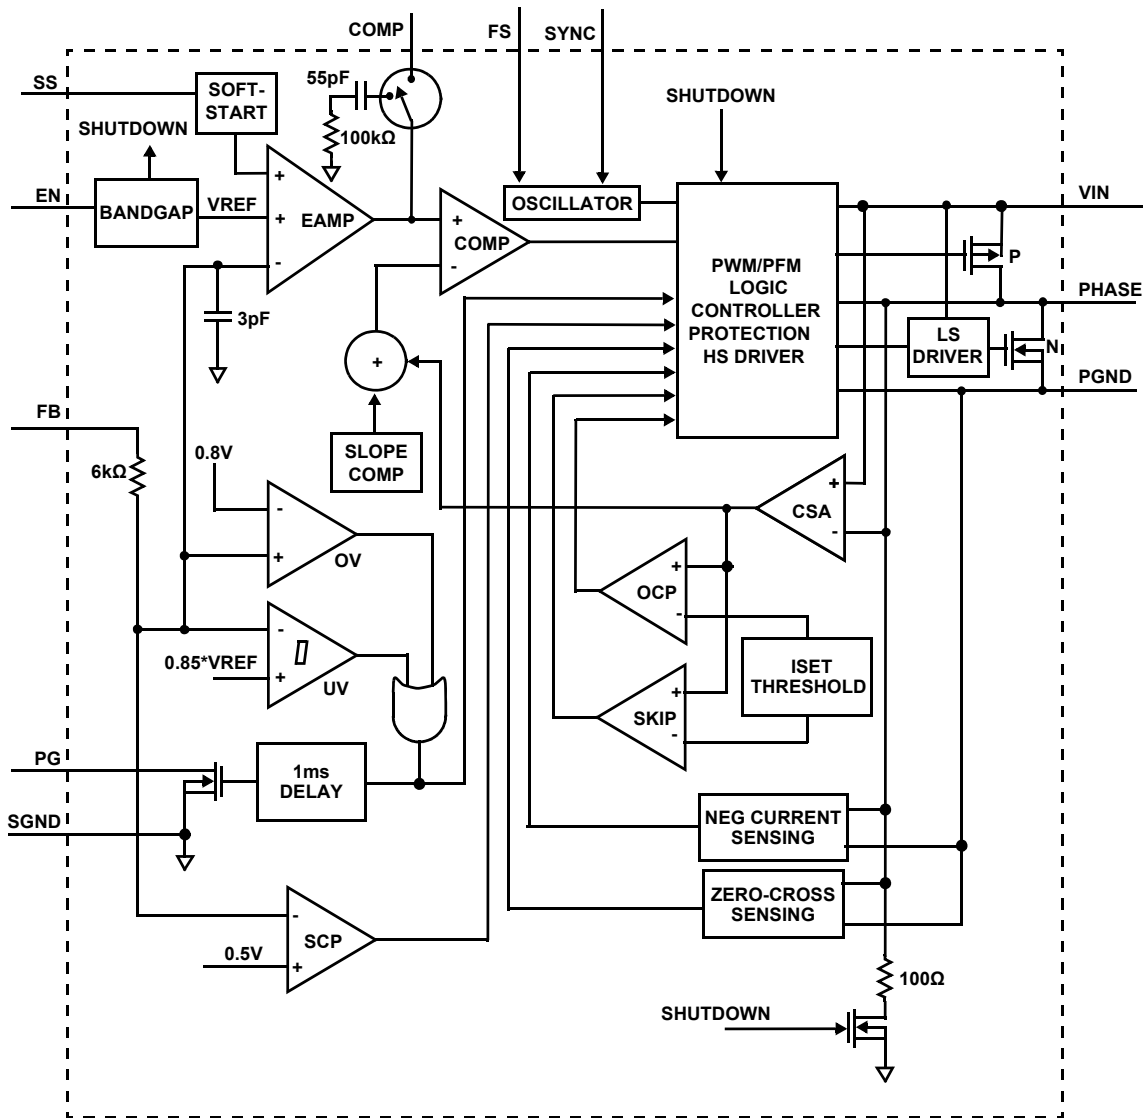 COMP
FS
SYNC
SS
SOFT-
START
55pF
100kΩ
SHUTDOWN
SHUTDOWN
EN
BANDGAP
VREF
+
+
-
EAMP
3pF
+
-
COMP
OSCILLATOR
PWM/PFM
LOGIC
CONTROLLER
PROTECTION
HS DRIVER
VIN
P
PHASE
LS
DRIVER
N
PGND
+
SLOPE
COMP
FB
6kΩ
0.8V
-
+
OV
-
+
UV
0.85*VREF
+
-
CSA
+
-
OCP
ISET
THRESHOLD
+
-
SKIP
PG
1ms
DELAY
SGND
NEG CURRENT
SENSING
ZERO-CROSS
SENSING
-
+
SCP
0.5V
100Ω
SHUTDOWN